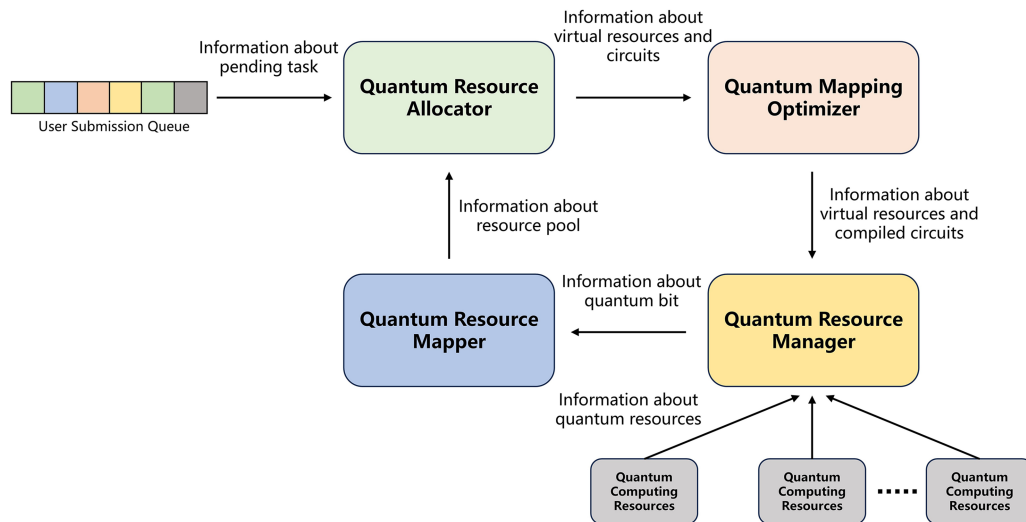 Information about
pending task
User Submission Queue
Quantum Resource
Allocator
Information about
virtual resources and
circuits
Quantum Mapping
Optimizer
Information about
resource pool
Information about
virtual resources and
compiled circuits
Quantum Resource
Mapper
Information about
quantum bit
Quantum Resource
Manager
Information about
quantum resources
Quantum
Computing
Resources
Quantum
Computing
Resources
Quantum
Computing
Resources